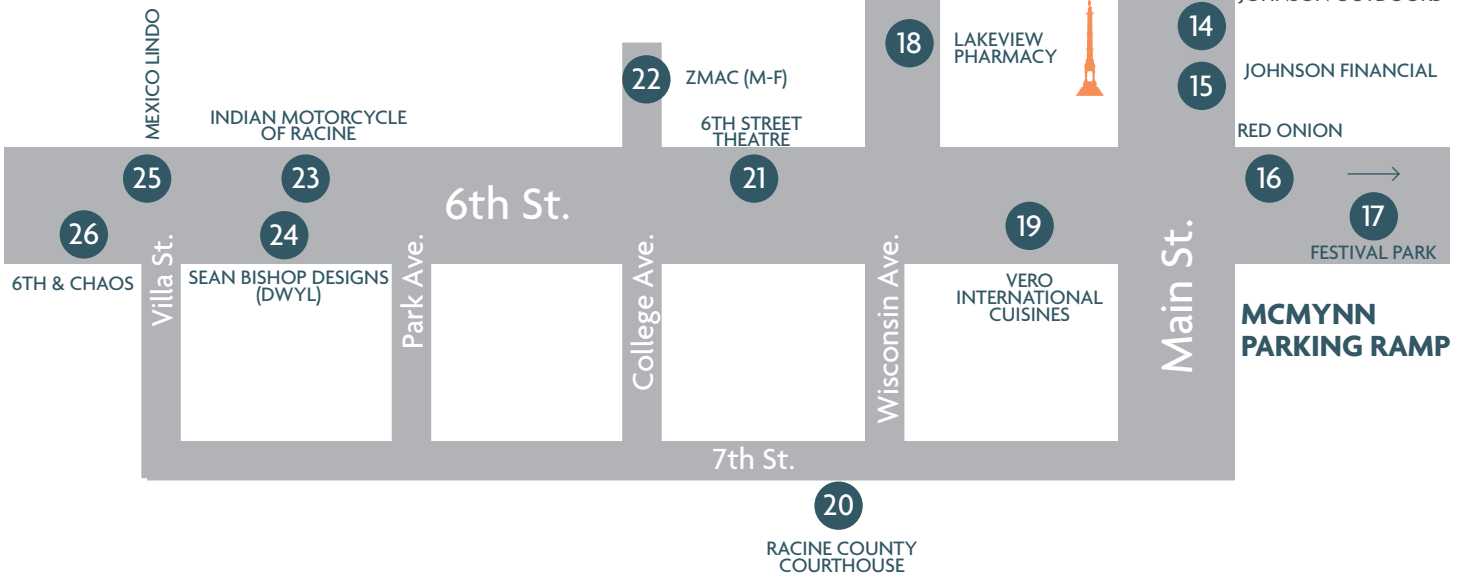 14
JOHNSON FINANCIAL
15
MEXICO LINDO
18
LAKEVIEW
PHARMACY
22
ZMAC (M-F)
INDIAN MOTORCYCLE
OF RACINE
6TH STREET
THEATRE
RED ONION
25
23
21
16
17
FESTIVAL PARK
26
24
6th St.
19
6TH & CHAOS
Villa St.
SEAN BISHOP DESIGNS
(DWYL)
Park Ave.
College Ave.
Wisconsin Ave.
VERO
INTERNATIONAL
CUISINES
Main St.
MCMYNN
PARKING RAMP
7th St.
20
RACINE COUNTY
COURTHOUSE